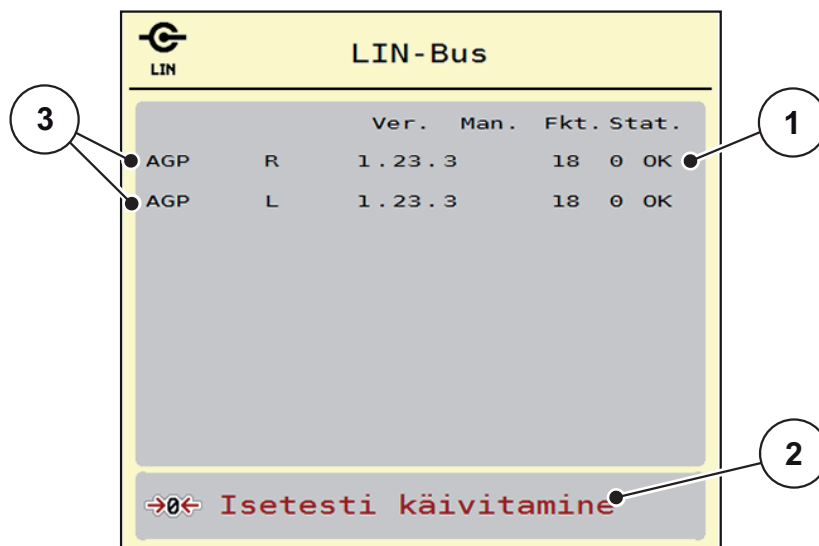 LIN
LIN-Bus
Ver. Man. Fkt. Stat.
AGP R 1.23.3 18 0 OK
AGP L 1.23.3 18 0 OK
→0← Isetesti käivitamine
3
1
2